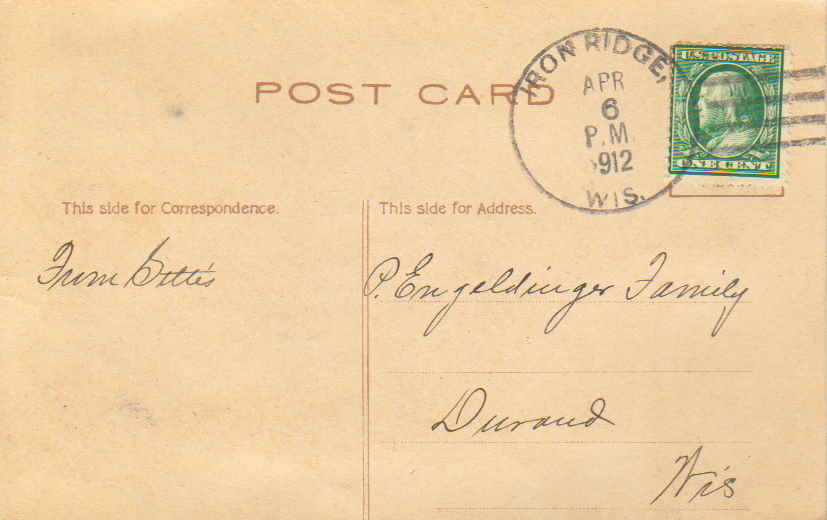 IRON RIDGE,
APR
6
P.M.
1912
WIS.
U.S. POSTAGE
ONE CENT
POST CARD
This side for Correspondence.
This side for Address.
From
P. Engeldinger Family
Durand
Wis